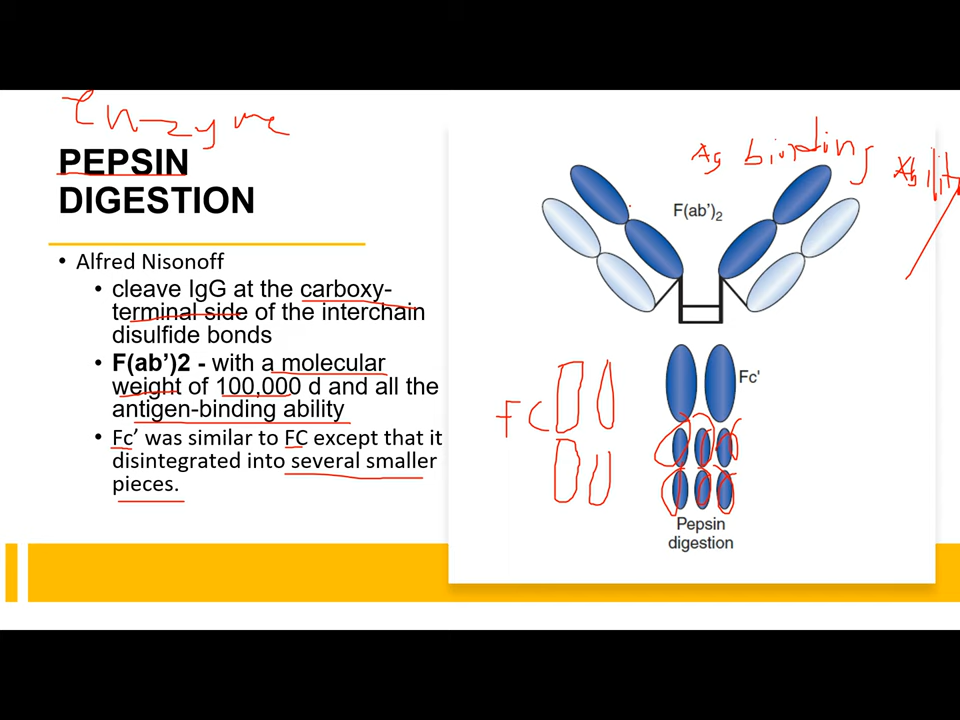 Enzyme
PEPSIN
DIGESTION
• Alfred Nisonoff
• cleave IgG at the carboxy-
terminal side of the interchain
disulfide bonds
• F(ab’)2 - with a molecular
weight of 100,000 d and all the
antigen-binding ability
• Fc’ was similar to FC except that it
disintegrated into several smaller
pieces.
Ag binding Ability
F(ab’)2
Fc'
FC
Pepsin
digestion